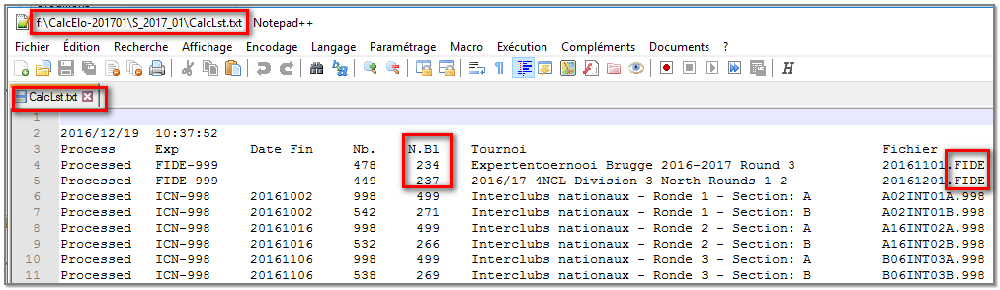 f:\CalcElo-201701\S_2017_01\CalcLst.txt - Notepad++
Fichier Édition Recherche Affichage Encodage Langage Paramétrage Macro Exécution Compléments Documents ?
CalcLst.txt
1
2 2016/12/19 10:37:52
3 Process Exp Date Fin Nb. N.Bl Tournoi Fichier
4 Processed FIDE-999 478 234 Expertentoernooi Brugge 2016-2017 Round 3 20161101.FIDE
5 Processed FIDE-999 449 237 2016/17 4NCL Division 3 North Rounds 1-2 20161201.FIDE
6 Processed ICN-998 20161002 998 499 Interclubs nationaux - Ronde 1 - Section: A A02INT01A.998
7 Processed ICN-998 20161002 542 271 Interclubs nationaux - Ronde 1 - Section: B A02INT01B.998
8 Processed ICN-998 20161016 998 499 Interclubs nationaux - Ronde 2 - Section: A A16INT02A.998
9 Processed ICN-998 20161016 532 266 Interclubs nationaux - Ronde 2 - Section: B A16INT02B.998
10 Processed ICN-998 20161106 998 499 Interclubs nationaux - Ronde 3 - Section: A B06INT03A.998
11 Processed ICN-998 20161106 538 269 Interclubs nationaux - Ronde 3 - Section: B B06INT03B.998